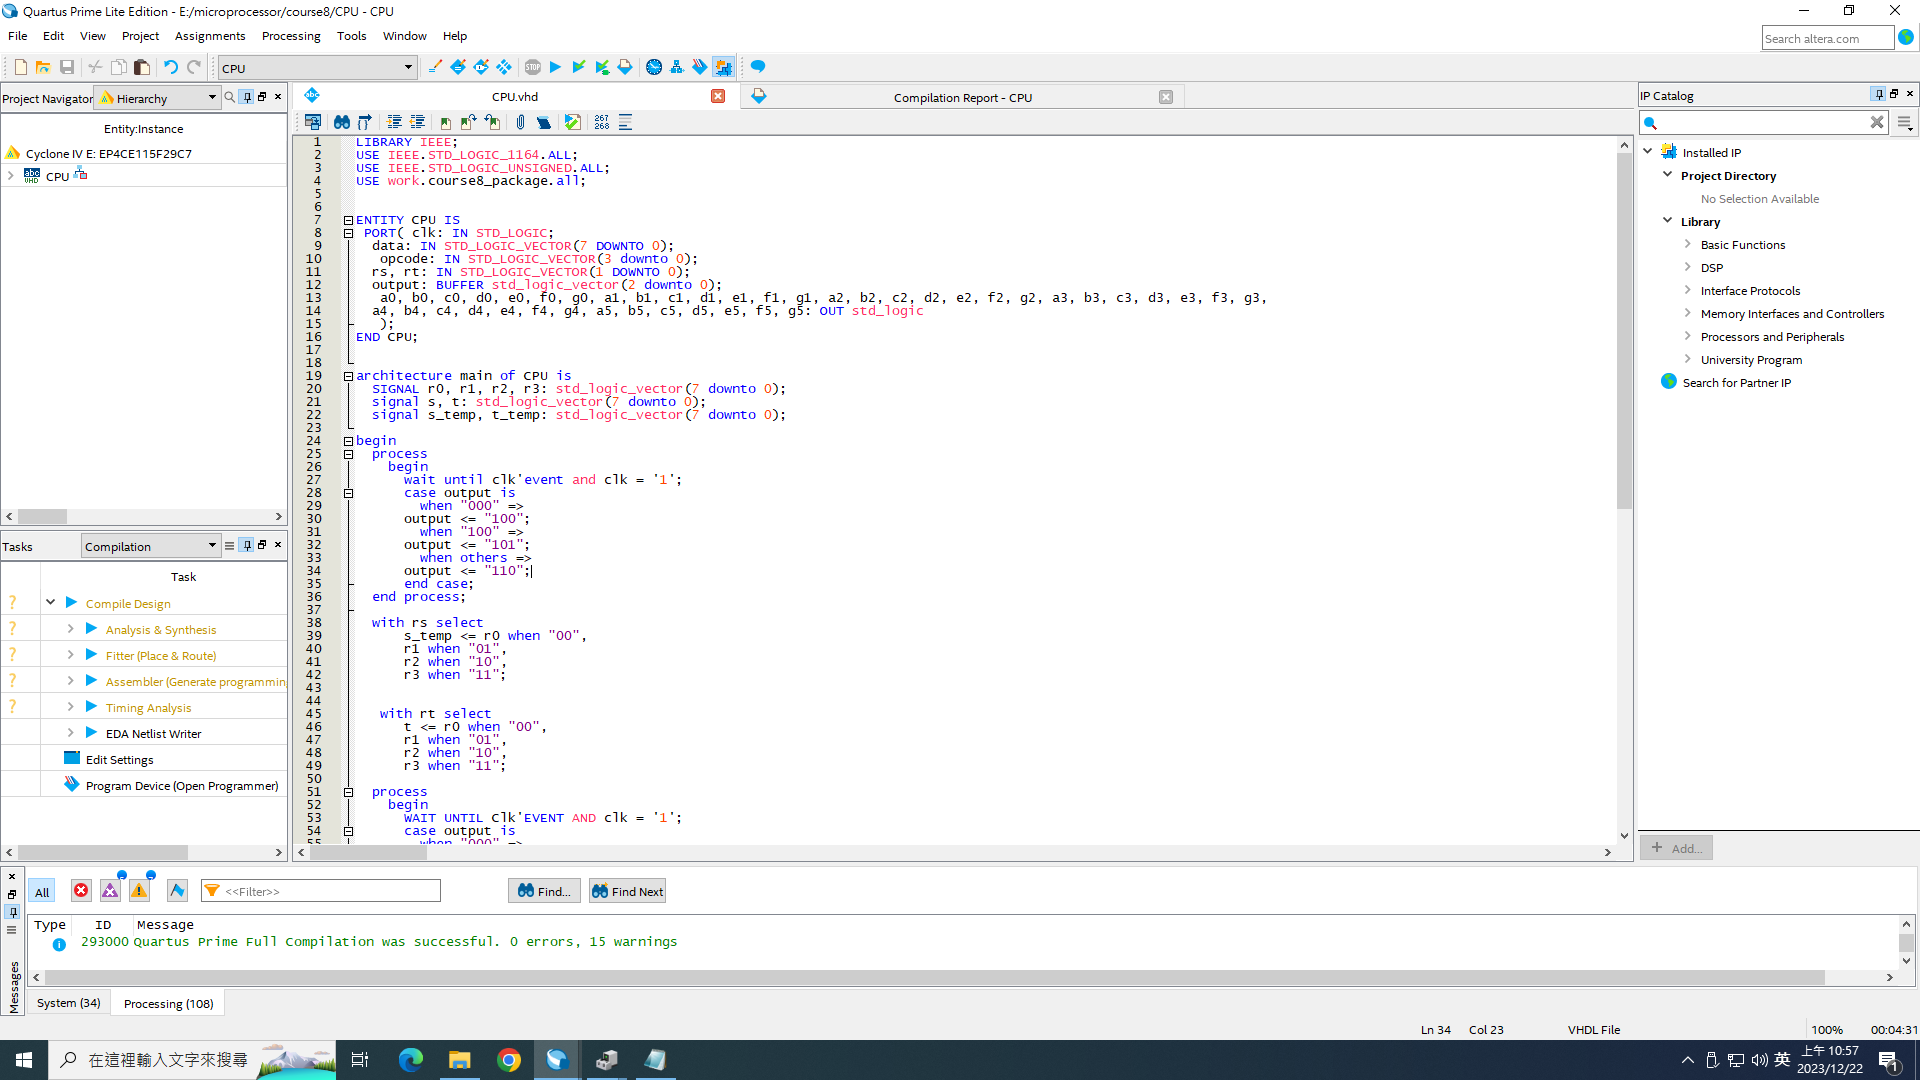 Quartus Prime Lite Edition - E:/microprocessor/course8/CPU - CPU
File Edit View Project Assignments Processing Tools Window Help
Search altera.com
CPU
Project Navigator Hierarchy
Entity:Instance
Cyclone IV E: EP4CE115F29C7
CPU
Tasks Compilation
Task
Compile Design
Analysis & Synthesis
Fitter (Place & Route)
Assembler (Generate programmin
Timing Analysis
EDA Netlist Writer
Edit Settings
Program Device (Open Programmer)
CPU.vhd
Compilation Report - CPU
267
268
1 LIBRARY IEEE;
2 USE IEEE.STD_LOGIC_1164.ALL;
3 USE IEEE.STD_LOGIC_UNSIGNED.ALL;
4 USE work.course8_package.all;
5
6
7 ENTITY CPU IS
8 PORT( clk: IN STD_LOGIC;
9 data: IN STD_LOGIC_VECTOR(7 DOWNTO 0);
10 opcode: IN STD_LOGIC_VECTOR(3 downto 0);
11 rs, rt: IN STD_LOGIC_VECTOR(1 DOWNTO 0);
12 output: BUFFER std_logic_vector(2 downto 0);
13 a0, b0, c0, d0, e0, f0, g0, a1, b1, c1, d1, e1, f1, g1, a2, b2, c2, d2, e2, f2, g2, a3, b3, c3, d3, e3, f3, g3,
14 a4, b4, c4, d4, e4, f4, g4, a5, b5, c5, d5, e5, f5, g5: OUT std_logic
15 );
16 END CPU;
17
18
19 architecture main of CPU is
20 SIGNAL r0, r1, r2, r3: std_logic_vector(7 downto 0);
21 signal s, t: std_logic_vector(7 downto 0);
22 signal s_temp, t_temp: std_logic_vector(7 downto 0);
23
24 begin
25 process
26 begin
27 wait until clk'event and clk = '1';
28 case output is
29 when "000" =>
30 output <= "100";
31 when "100" =>
32 output <= "101";
33 when others =>
34 output <= "110";
35 end case;
36 end process;
37
38 with rs select
39 s_temp <= r0 when "00",
40 r1 when "01",
41 r2 when "10",
42 r3 when "11";
43
44
45 with rt select
46 t <= r0 when "00",
47 r1 when "01",
48 r2 when "10",
49 r3 when "11";
50
51 process
52 begin
53 WAIT UNTIL Clk'EVENT AND clk = '1';
54 case output is
55 when "000" =>
IP Catalog
Installed IP
Project Directory
No Selection Available
Library
Basic Functions
DSP
Interface Protocols
Memory Interfaces and Controllers
Processors and Peripherals
University Program
Search for Partner IP
+ Add...
All <<Filter>> Find... Find Next
Type ID Message
293000 Quartus Prime Full Compilation was successful. 0 errors, 15 warnings
Messages
System (34) Processing (108)
Ln 34 Col 23 VHDL File 100% 00:04:31
在這裡輸入文字來搜尋
英
上午 10:57
2023/12/22
1